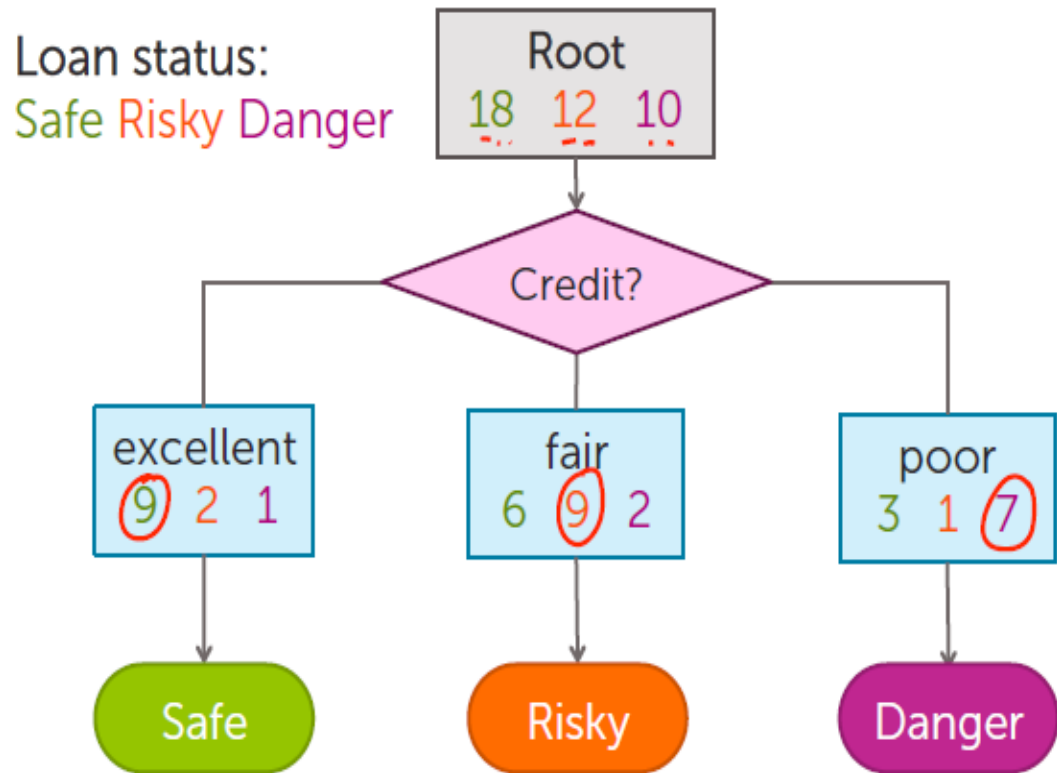 Loan status:
Safe Risky Danger
Root
18 12 10
Credit?
excellent
9 2 1
fair
6 9 2
poor
3 1 7
Safe
Risky
Danger